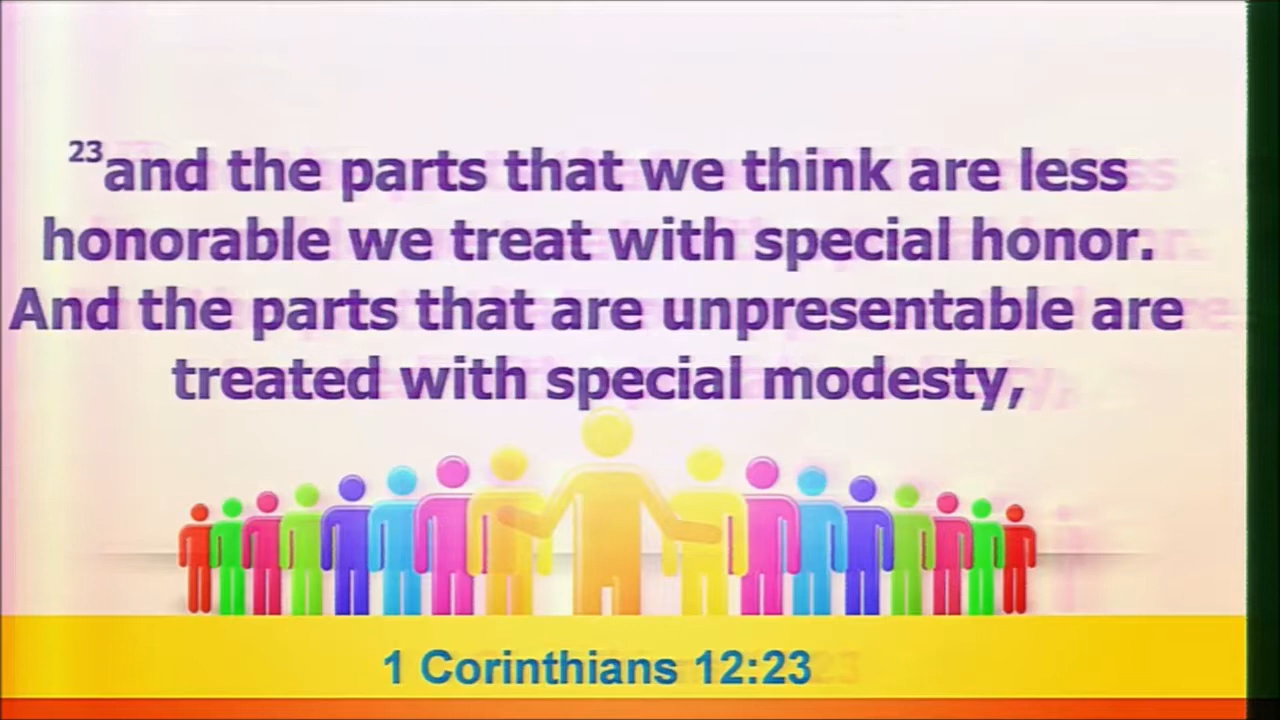 23and the parts that we think are less
honorable we treat with special honor.
And the parts that are unpresentable are
treated with special modesty,
1 Corinthians 12:23